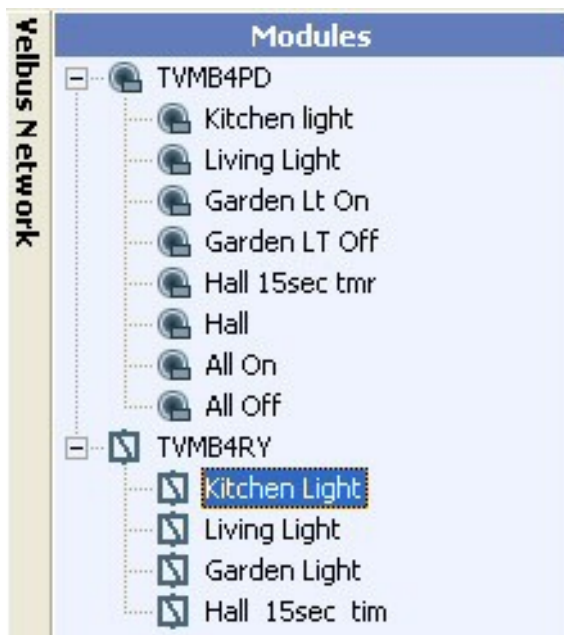 Velbus Network
Modules
TVMB4PD
Kitchen light
Living Light
Garden Lt On
Garden LT Off
Hall 15sec tmr
Hall
All On
All Off
TVMB4RY
Kitchen Light
Living Light
Garden Light
Hall 15sec tim